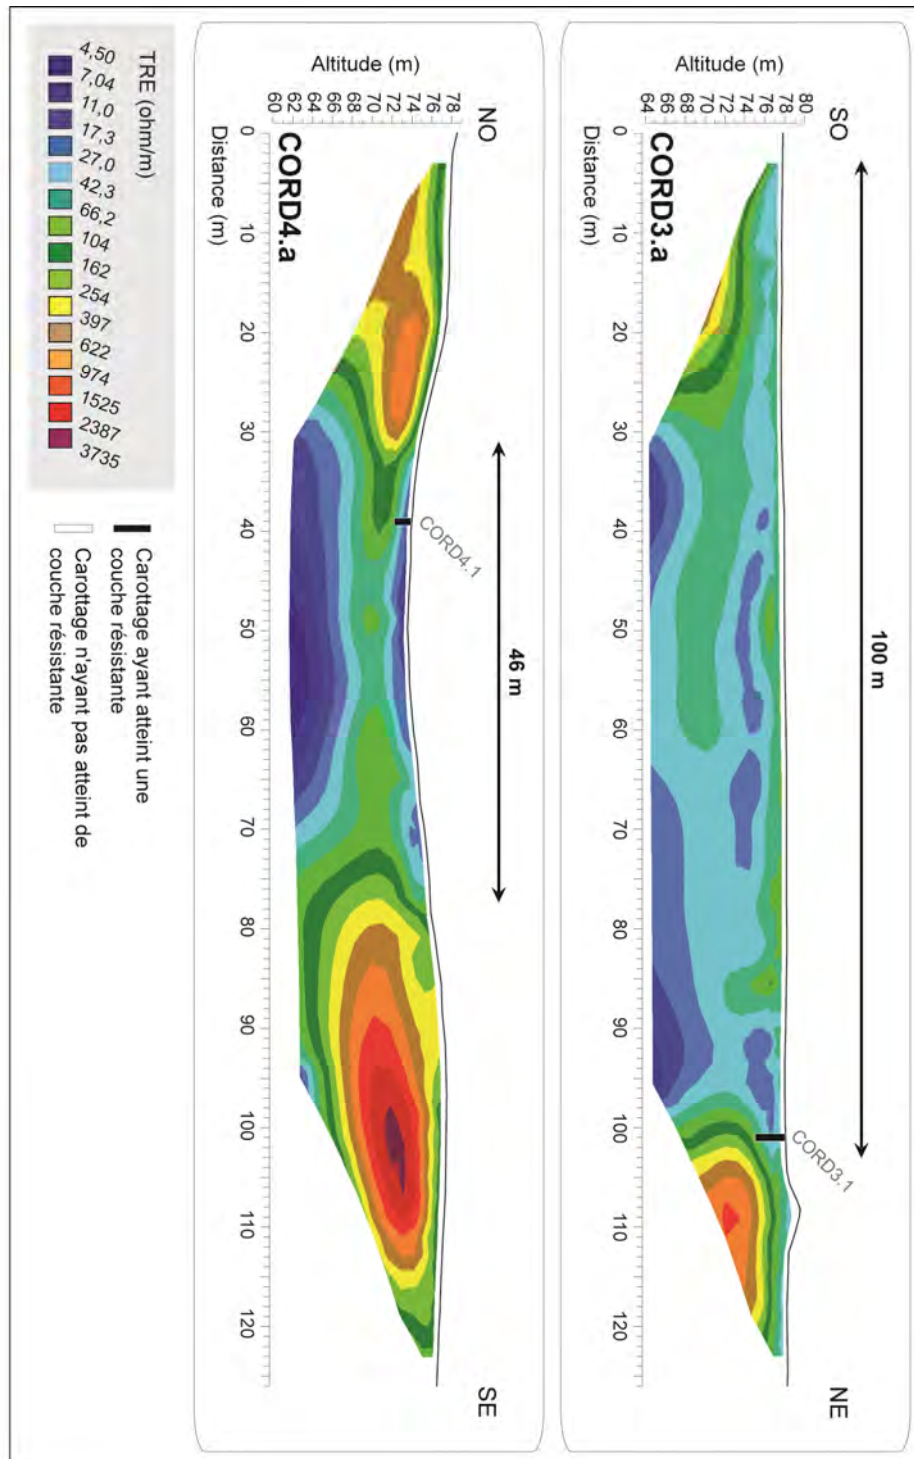 SO
100 m
NE
CORD3.1
80
78
76
74
72
70
68
66
64
Altitude (m)
CORD3.a
0 10 20 30 40 50 60 70 80 90 100 110 120
Distance (m)
NO
46 m
SE
CORD4.1
78
76
74
72
70
68
66
64
62
60
Altitude (m)
CORD4.a
0 10 20 30 40 50 60 70 80 90 100 110 120
Distance (m)
TRE (ohm/m)
4,50 7,04 11,0 17,3 27,0 42,3 66,2 104 162 254 397 622 974 1525 2387 3735
Carottage ayant atteint une
couche résistante
Carottage n'ayant pas atteint de
couche résistante